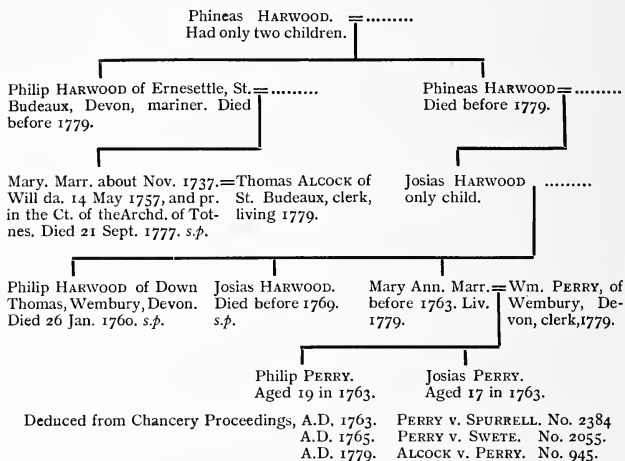 Phineas HARWOOD. = .........
Had only two children.
Philip HARWOOD of Ernesettle, St. = .........
Budeaux, Devon, mariner. Died
before 1779.
Phineas HARWOOD = .........
Died before 1779.
Mary. Marr. about Nov. 1737. =
Will da. 14 May 1757, and pr.
in the Ct. of theArchd. of Tot-
nes. Died 21 Sept. 1777. s.p.
Thomas ALCOCK of
St. Budeaux, clerk,
living 1779.
Josias HARWOOD .........
only child.
Philip HARWOOD of Down
Thomas, Wembury, Devon.
Died 26 Jan. 1760. s.p.
Josias HARWOOD.
Died before 1769.
s.p.
Mary Ann. Marr. =
before 1763. Liv.
1779.
Wm. PERRY, of
Wembury, De-
von, clerk,1779.
Philip PERRY.
Aged 19 in 1763.
Josias PERRY.
Aged 17 in 1763.
Deduced from Chancery Proceedings, A.D. 1763. PERRY v. SPURRELL. No. 2384
A.D. 1765. PERRY v. SWETE. No. 2055.
A.D. 1779. ALCOCK v. PERRY. No. 945.